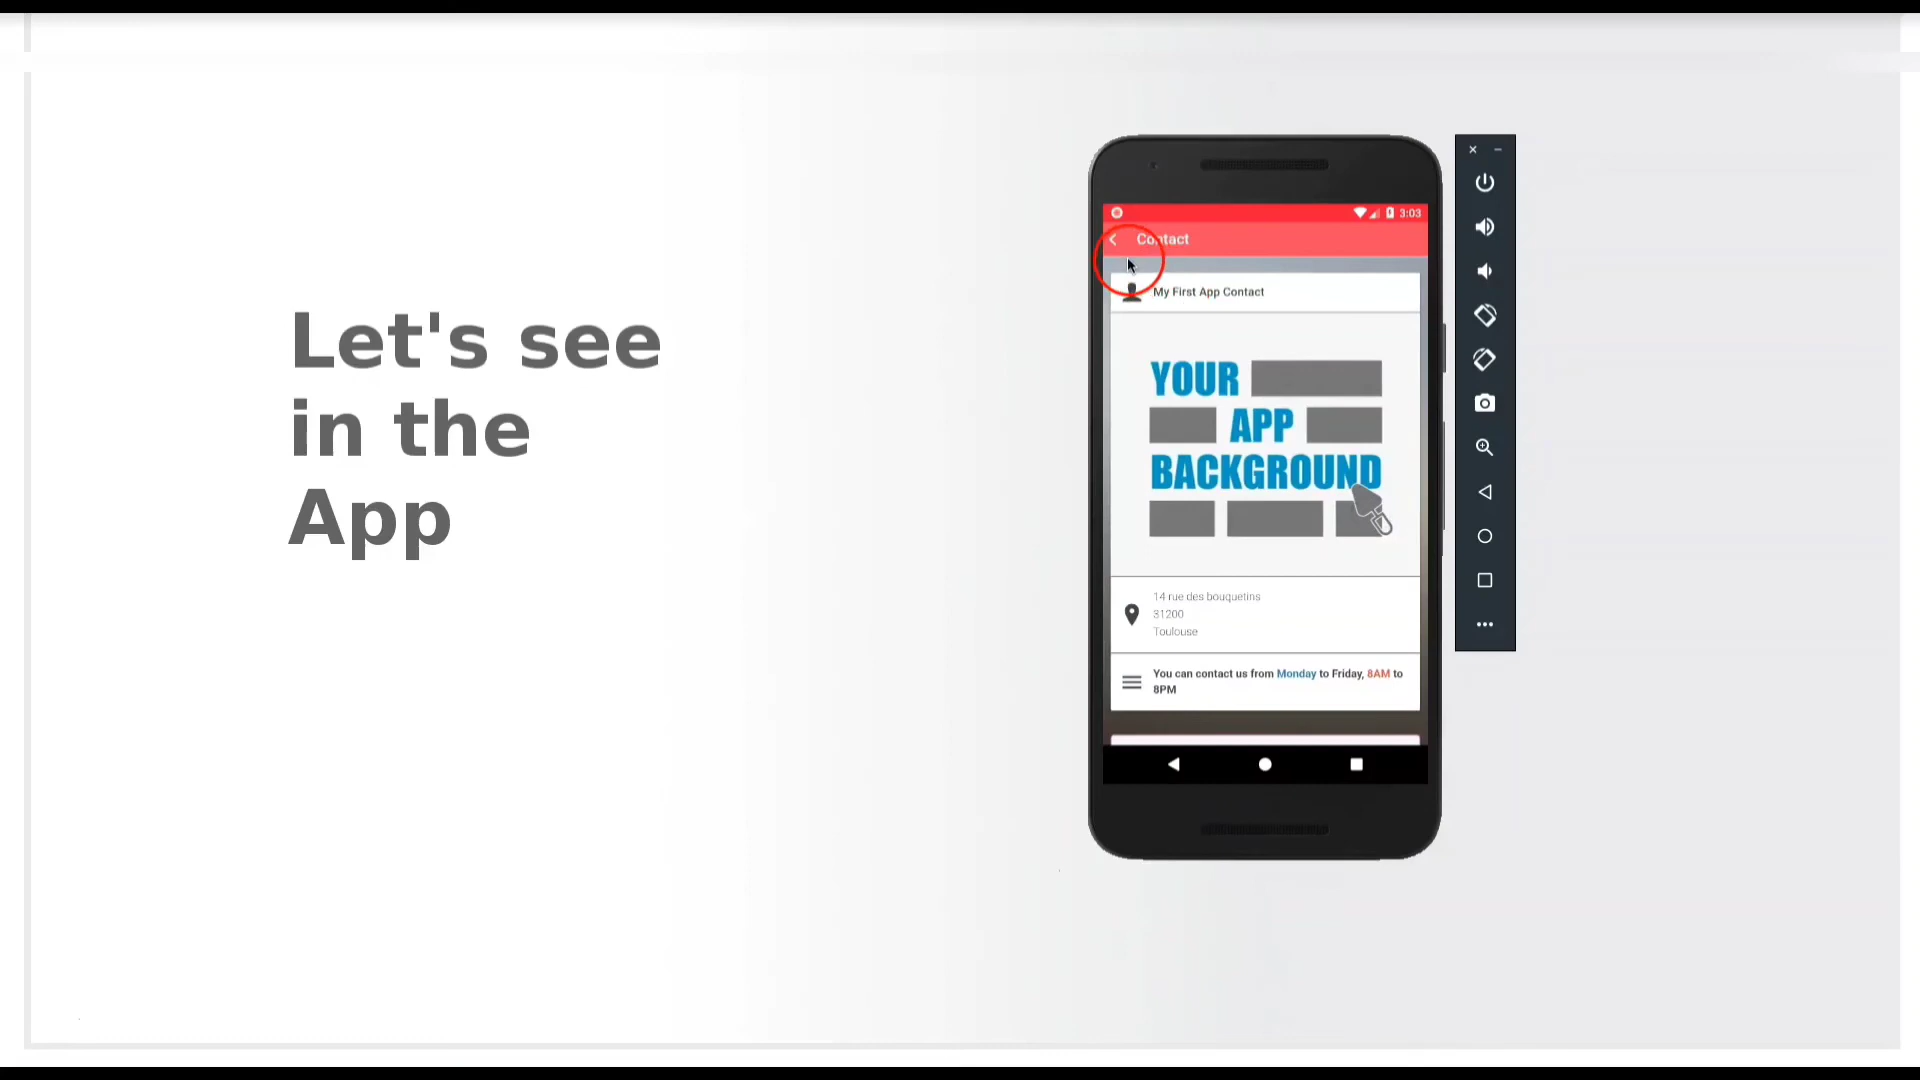 Let's see
in the
App
3:03
Contact
My First App Contact
YOUR
APP
BACKGROUND
14 rue des bouquetins
31200
Toulouse
You can contact us from Monday to Friday, 8AM to
8PM